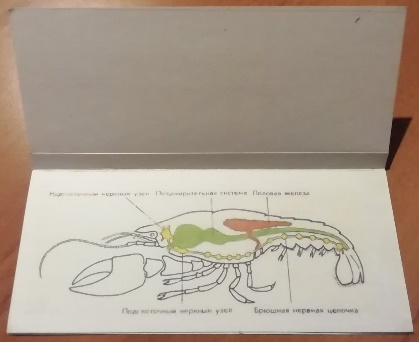 Надглоточный нервный узел Пищеварительная система Половая железа
Подглоточный нервный узел Брюшная нервная цепочка